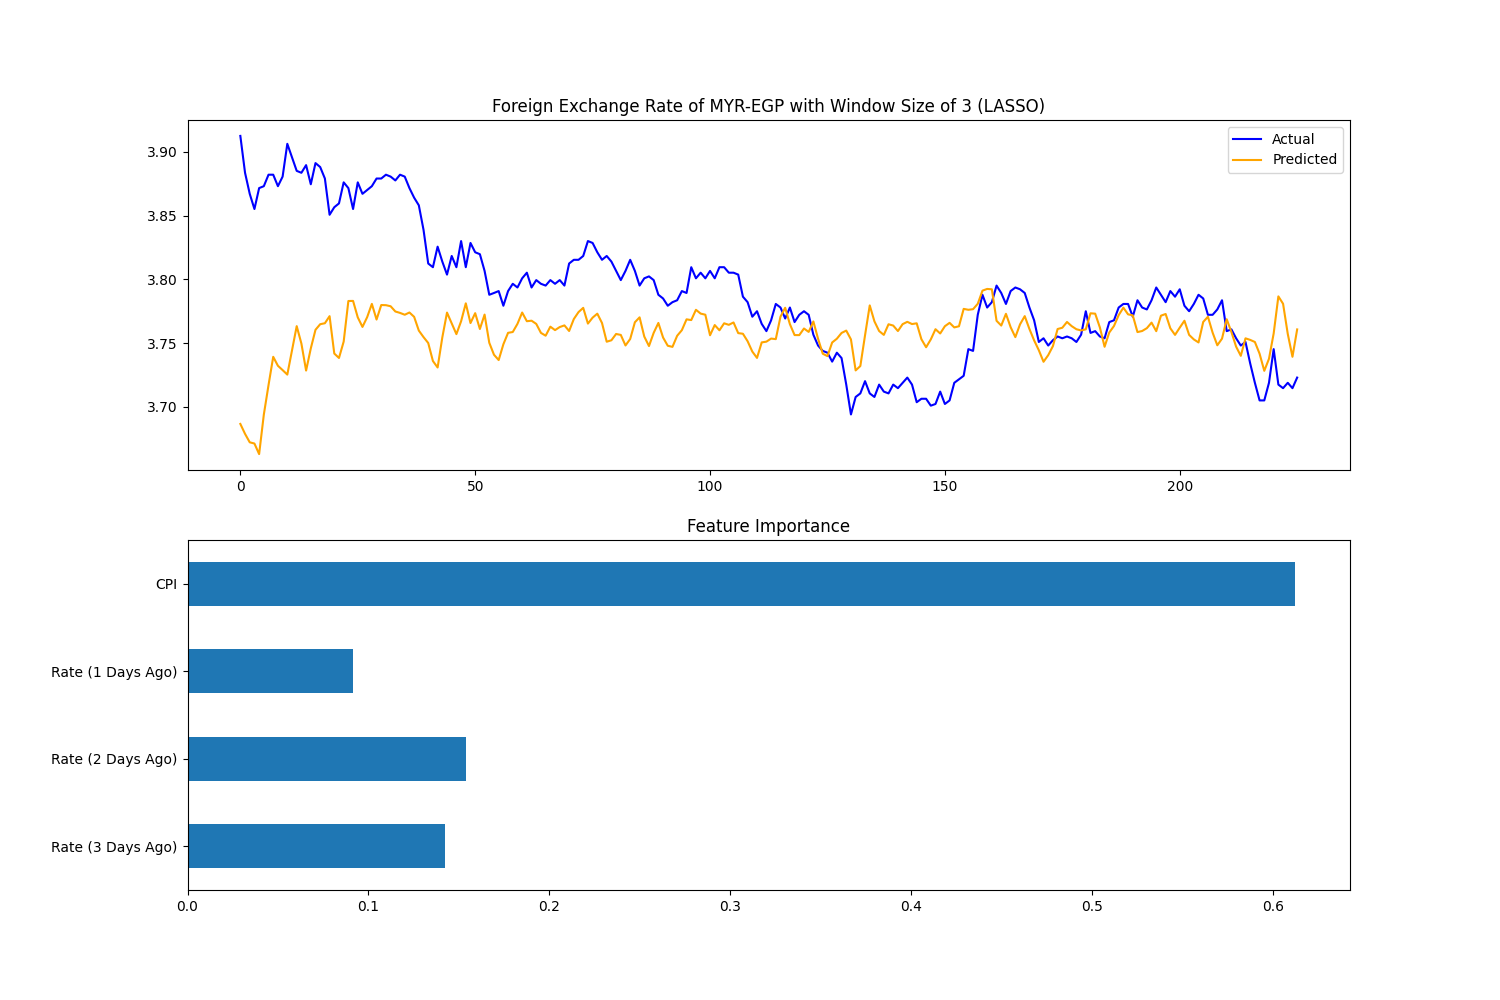 Foreign Exchange Rate of MYR-EGP with Window Size of 3 (LASSO)
Actual
Predicted
3.90
3.85
3.80
3.75
3.70
0 50 100 150 200
Feature Importance
CPI
Rate (1 Days Ago)
Rate (2 Days Ago)
Rate (3 Days Ago)
0.0 0.1 0.2 0.3 0.4 0.5 0.6